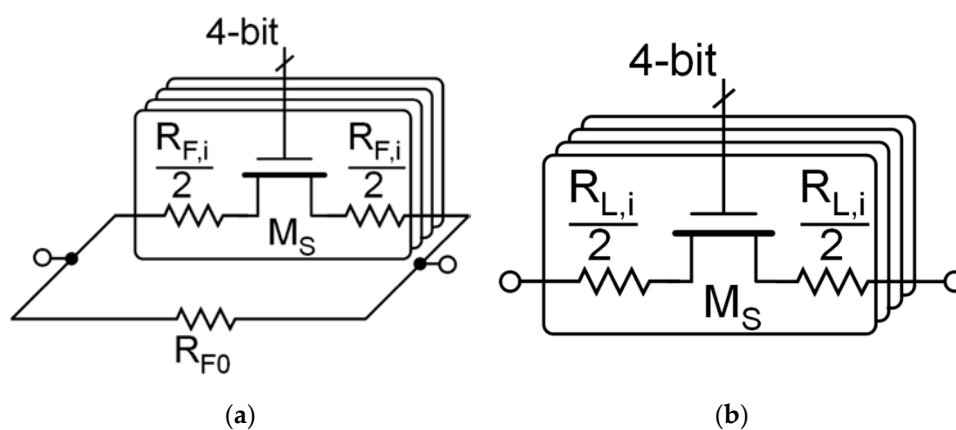 4-bit
R_F,i
2
R_F,i
2
M_S
R_F0
(a)
4-bit
R_L,i
2
R_L,i
2
M_S
(b)